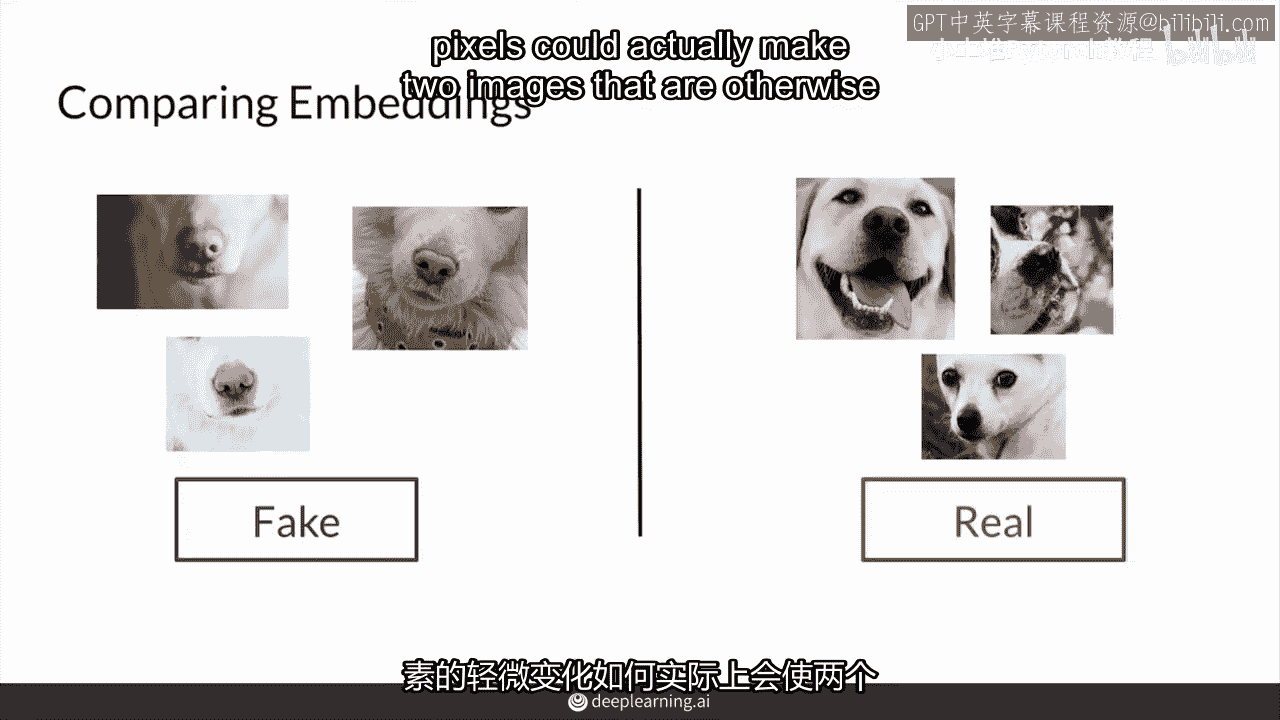 GPT中英字幕课程资源@bilibili.com
pixels could actually make
two images that are otherwise
Comparing Embeddings
Fake
Real
素的轻微变化如何实际上会使两个
deeplearning.ai